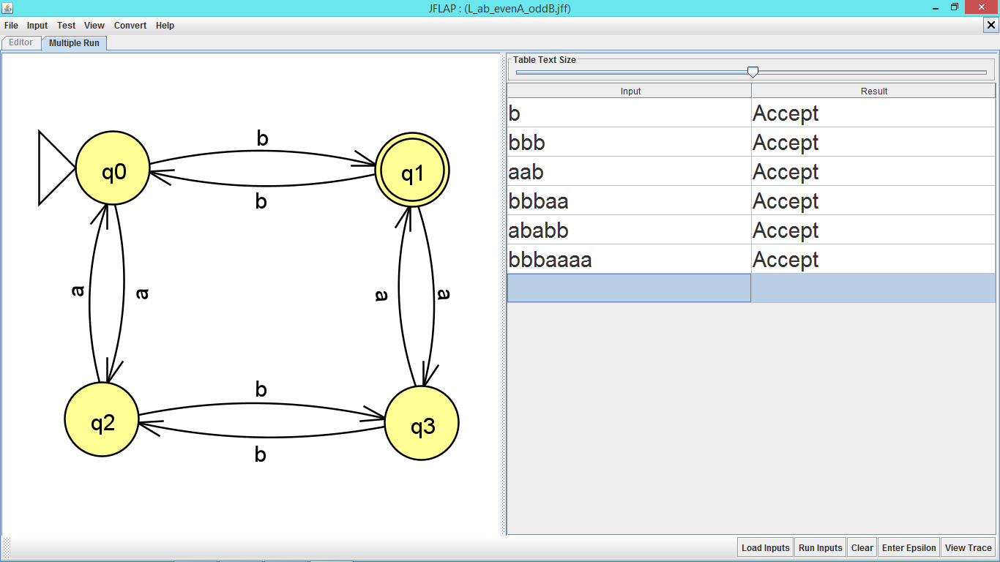 JFLAP : (L_ab_evenA_oddB.jff)
File Input Test View Convert Help
Editor Multiple Run
b
q0 q1
b
a a a a
b
q2 q3
b
Table Text Size
Input Result
b Accept
bbb Accept
aab Accept
bbbaa Accept
ababb Accept
bbbaaaa Accept
Load Inputs Run Inputs Clear Enter Epsilon View Trace